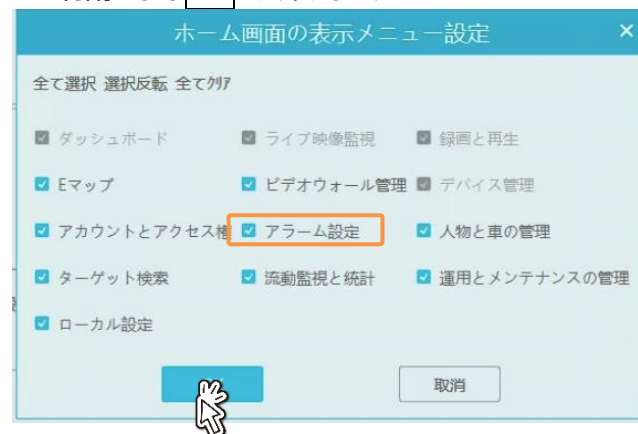 ホーム画面の表示メニュー設定 ×
全て選択 選択反転 全てクリア
ダッシュボード ライブ映像監視 録画と再生
Eマップ ビデオウォール管理 デバイス管理
アカウントとアクセス権 アラーム設定 人物と車の管理
ターゲット検索 流動監視と統計 運用とメンテナンスの管理
ローカル設定
取消